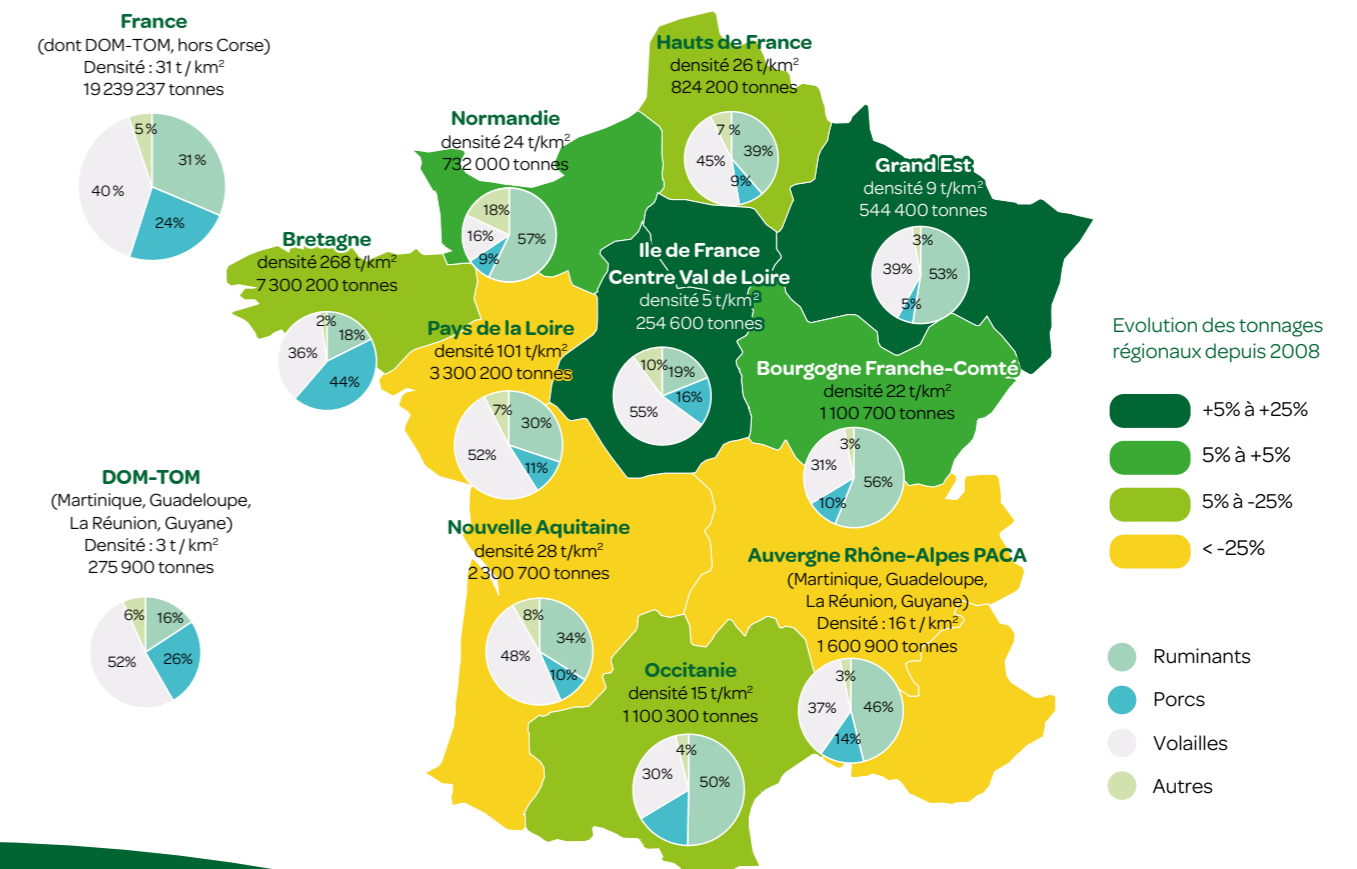 France
(dont DOM-TOM, hors Corse)
Densité : 31 t / km²
19 239 237 tonnes
5 %
31 %
40 %
24%
Hauts de France
densité 26 t/km²
824 200 tonnes
7 %
39%
45%
9%
Normandie
densité 24 t/km²
732 000 tonnes
18%
16%
57%
9%
Grand Est
densité 9 t/km²
544 400 tonnes
3%
39%
53%
5%
Bretagne
densité 268 t/km²
7 300 200 tonnes
2%
18%
36%
44%
Ile de France
Centre Val de Loire
densité 5 t/km²
254 600 tonnes
10%
19%
16%
55%
Pays de la Loire
densité 101 t/km²
3 300 200 tonnes
7%
30%
52%
11%
Bourgogne Franche-Comté
densité 22 t/km²
1 100 700 tonnes
3%
31%
56%
10%
DOM-TOM
(Martinique, Guadeloupe,
La Réunion, Guyane)
Densité : 3 t / km²
275 900 tonnes
6%
16%
52%
26%
Nouvelle Aquitaine
densité 28 t/km²
2 300 700 tonnes
8%
34%
48%
10%
Auvergne Rhône-Alpes PACA
(Martinique, Guadeloupe,
La Réunion, Guyane)
Densité : 16 t / km²
1 600 900 tonnes
3%
37%
46%
14%
Occitanie
densité 15 t/km²
1 100 300 tonnes
4%
30%
50%
Evolution des tonnages
régionaux depuis 2008
+5% à +25%
5% à +5%
5% à -25%
< -25%
Ruminants
Porcs
Volailles
Autres